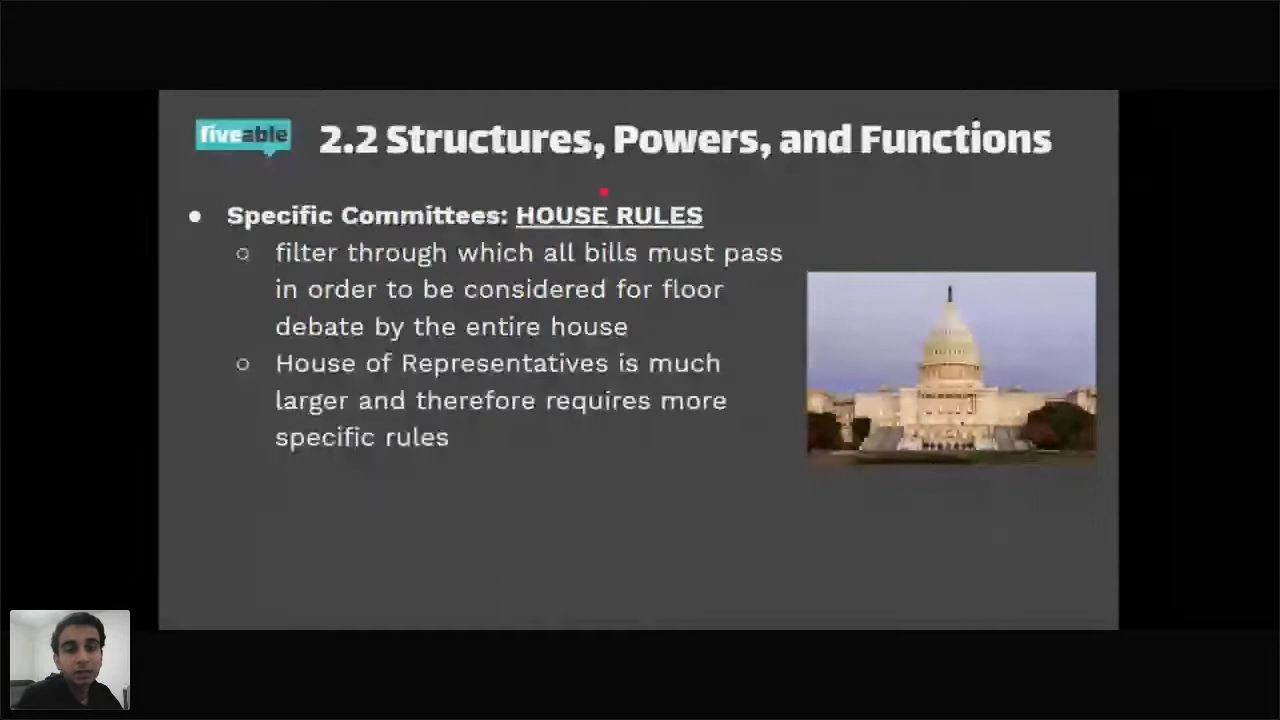 fiveable
2.2 Structures, Powers, and Functions
● Specific Committees: HOUSE RULES
○ filter through which all bills must pass
in order to be considered for floor
debate by the entire house
○ House of Representatives is much
larger and therefore requires more
specific rules